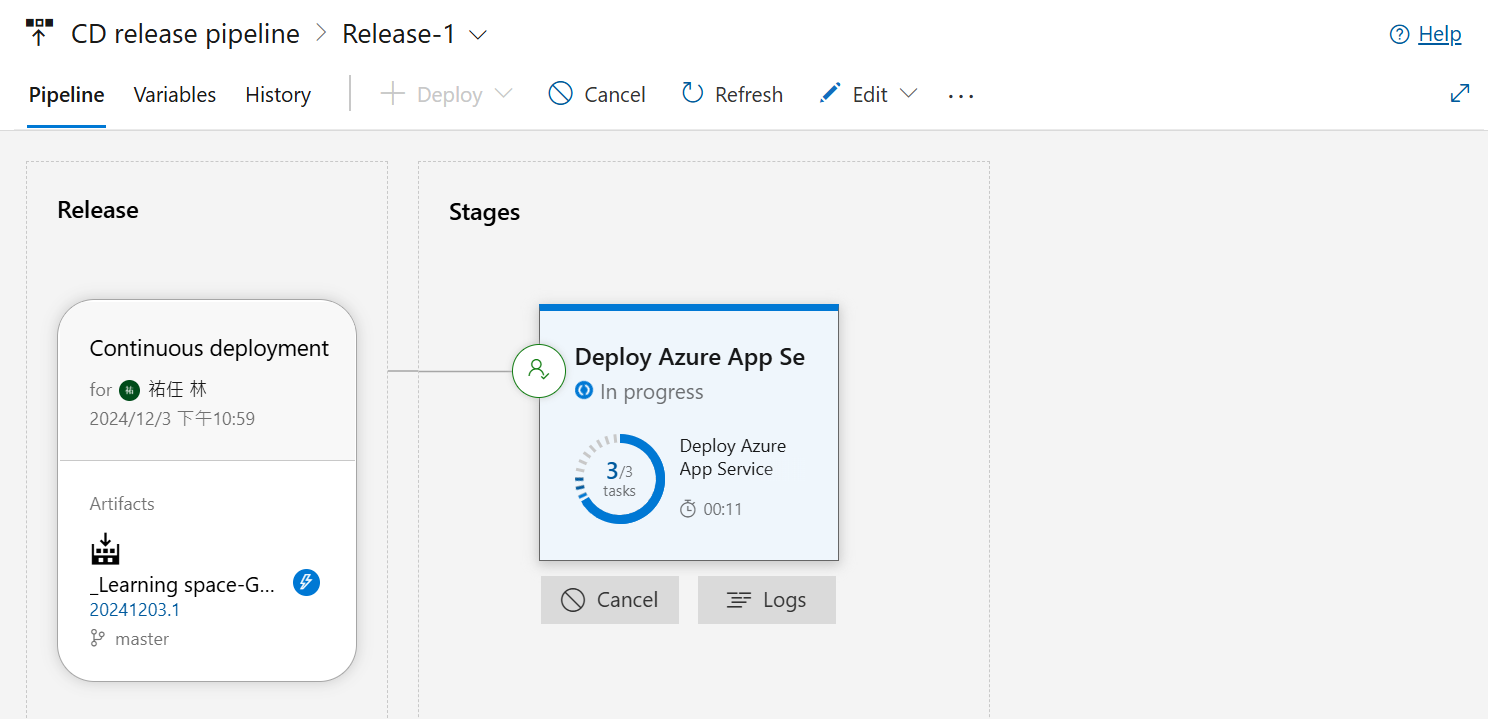 CD release pipeline > Release-1
Help
Pipeline Variables History Deploy Cancel Refresh Edit ...
Release
Continuous deployment
for 祐 祐任 林
2024/12/3 下午10:59
Artifacts
_Learning space-G...
20241203.1
master
Stages
Deploy Azure App Se
In progress
3/3
tasks
Deploy Azure
App Service
00:11
Cancel
Logs